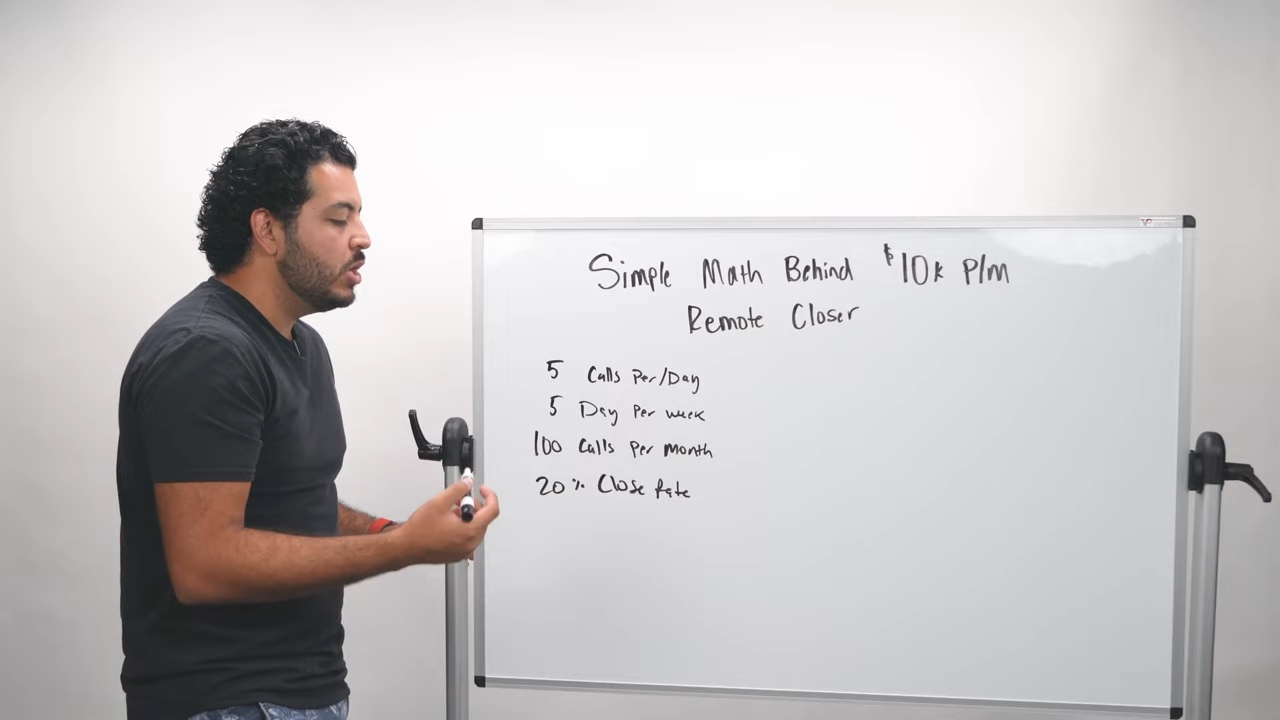 Simple Math Behind $10k P/m
Remote Closer
5 Calls Per/Day
5 Day Per week
100 Calls Per Month
20% Close Rate